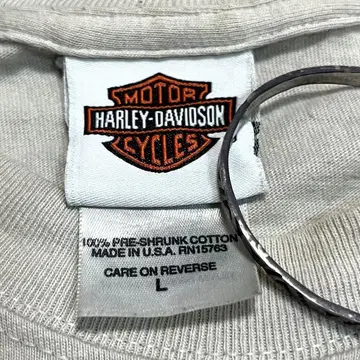 MOTOR
HARLEY-DAVIDSON
CYCLES
100% PRE-SHRUNK COTTON
MADE IN U.S.A. RN15763
CARE ON REVERSE
L